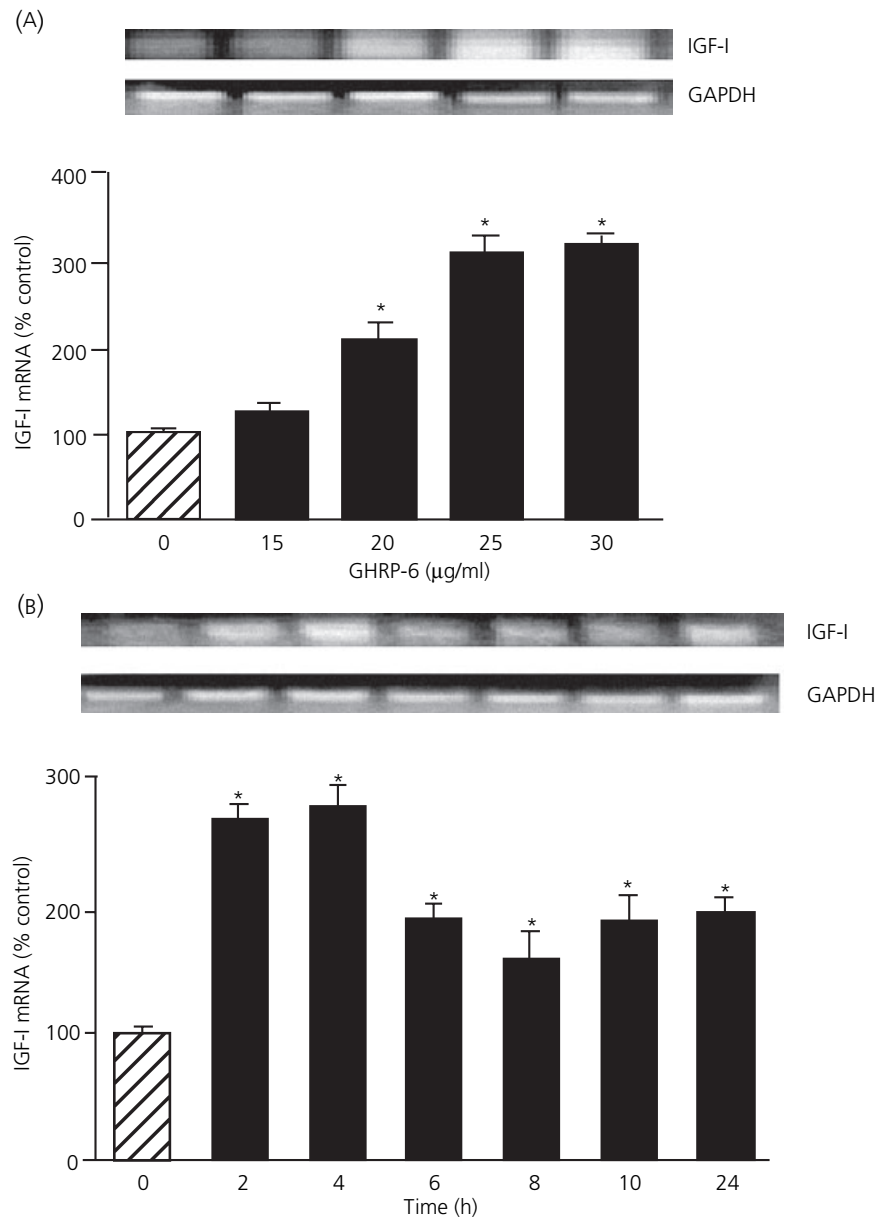 (A)
IGF-I
GAPDH
IGF-I mRNA (% control)
400
300
200
100
0
* * *
0 15 20 25 30
GHRP-6 (μg/ml)
(B)
IGF-I
GAPDH
IGF-I mRNA (% control)
300
200
100
0
* * * * * *
0 2 4 6 8 10 24
Time (h)